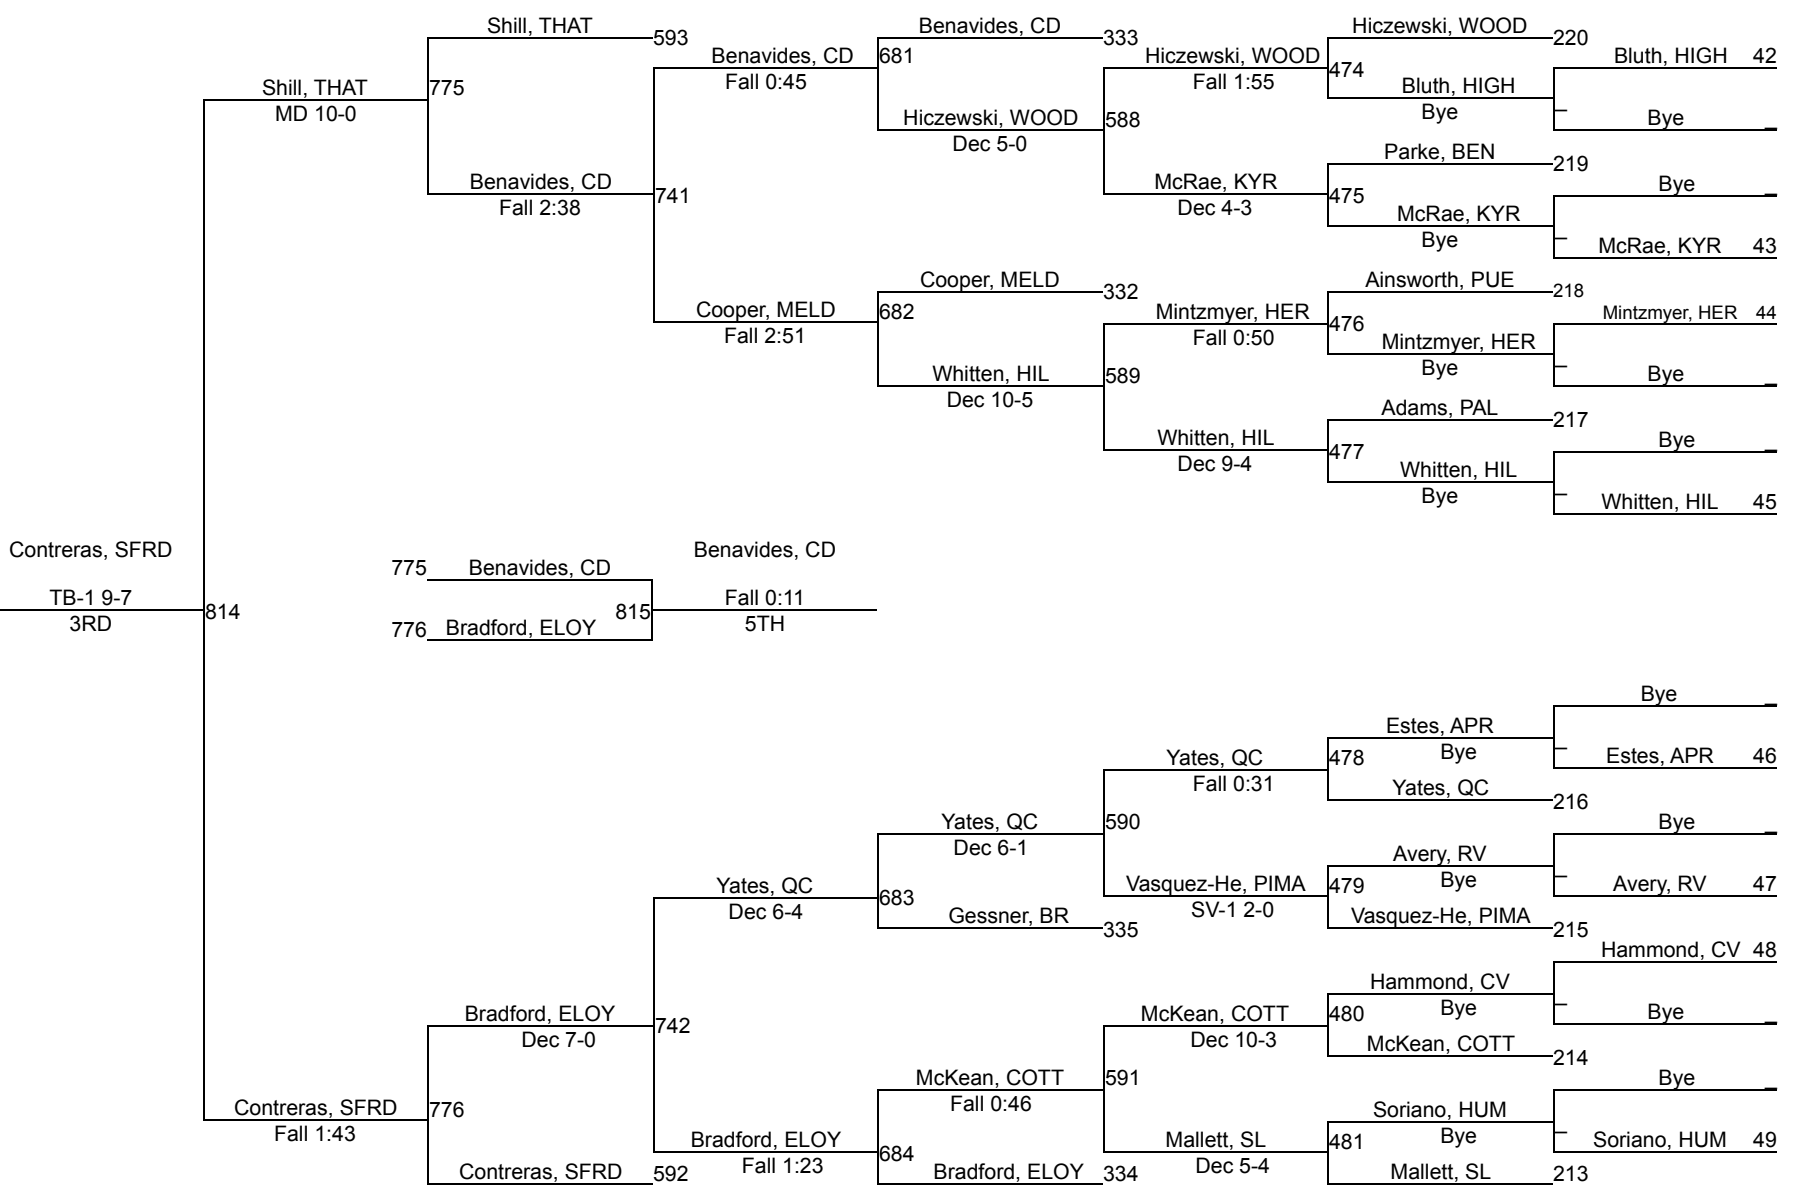 Shill, THAT 593
Benavides, CD 333
Hiczewski, WOOD 220
Benavides, CD 681
Hiczewski, WOOD
Bluth, HIGH 42
Fall 0:45
Fall 1:55
474
Shill, THAT 775
Bluth, HIGH
MD 10-0
Bye
Hiczewski, WOOD 588
Bye _
Dec 5-0
Parke, BEN 219
Benavides, CD 741
McRae, KYR 475
Bye _
Fall 2:38
Dec 4-3
McRae, KYR
Bye
McRae, KYR 43
Cooper, MELD 332
Ainsworth, PUE 218
Cooper, MELD 682
Mintzmyer, HER 476
Mintzmyer, HER 44
Fall 2:51
Fall 0:50
Mintzmyer, HER
Bye
Whitten, HIL 589
Bye _
Dec 10-5
Adams, PAL 217
Whitten, HIL 477
Bye _
Dec 9-4
Whitten, HIL
Bye
Whitten, HIL 45
Contreras, SFRD
Benavides, CD
775 Benavides, CD
TB-1 9-7
814
815
Fall 0:11
3RD
776 Bradford, ELOY
5TH
Bye _
Estes, APR
Yates, QC 478
Bye
Estes, APR 46
Fall 0:31
Yates, QC 216
Yates, QC 590
Bye _
Dec 6-1
Avery, RV
Yates, QC 683
Vasquez-He, PIMA 479
Bye
Avery, RV 47
Dec 6-4
SV-1 2-0
Gessner, BR 335
Vasquez-He, PIMA 215
Hammond, CV 48
Hammond, CV
Bradford, ELOY 742
McKean, COTT 480
Bye
Bye _
Dec 7-0
Dec 10-3
McKean, COTT 214
McKean, COTT 591
Bye _
Fall 0:46
Contreras, SFRD 776
Soriano, HUM
Fall 1:43
Bradford, ELOY 684
Mallett, SL 481
Bye
Soriano, HUM 49
Fall 1:23
Dec 5-4
Contreras, SFRD 592
Bradford, ELOY 334
Mallett, SL 213